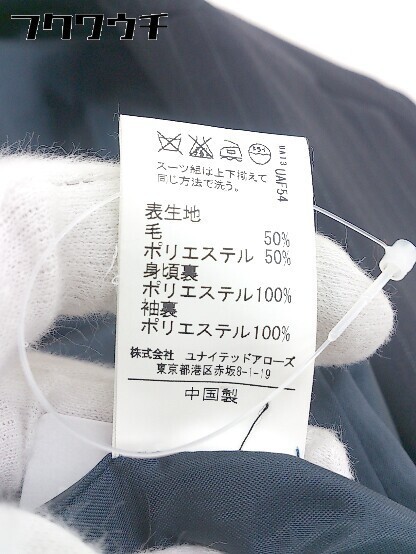 フクウウチ
UA13 UAF54
スーツ組は上下揃えて
同じ方法で洗う。
表生地
毛 50%
ポリエステル 50%
身頃裏
ポリエステル100%
袖裏
ポリエステル100%
株式会社 ユナイテッドアローズ
東京都港区赤坂8-1-19
中国製